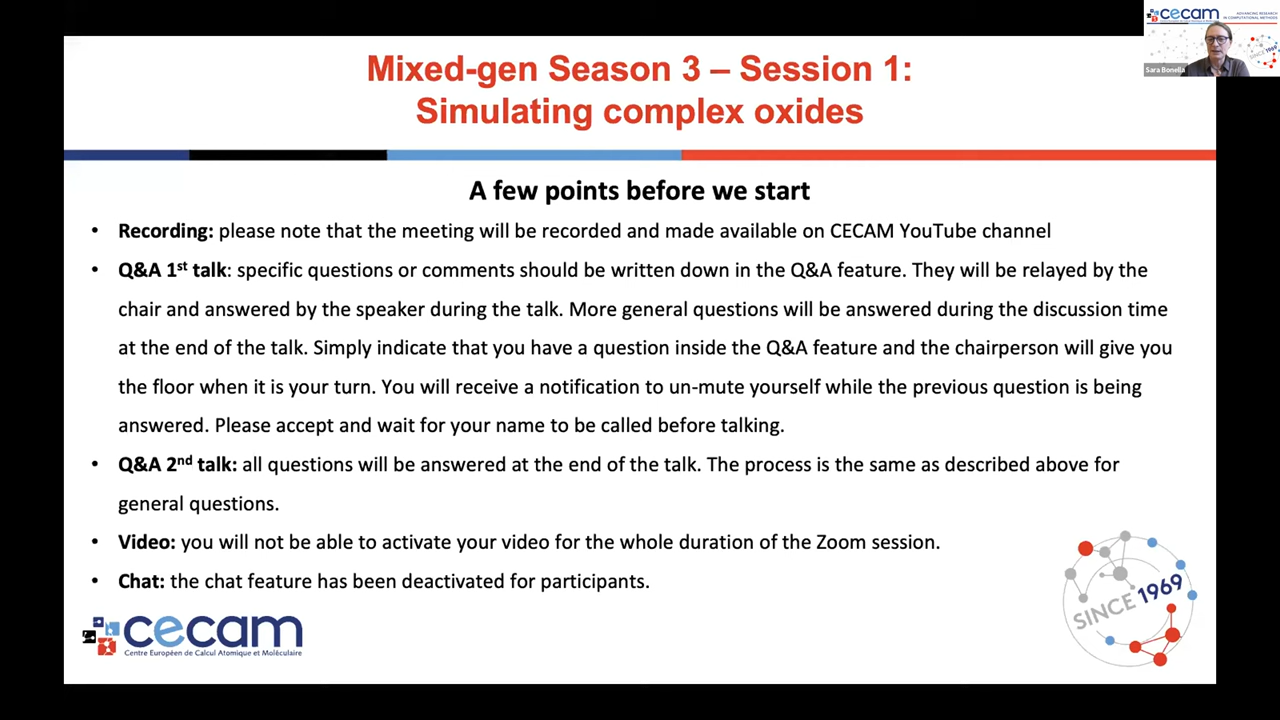 cecam
ADVANCING RESEARCH
IN COMPUTATIONAL METHODS
SINCE 1969
Sara Bonella
Mixed-gen Season 3 – Session 1:
Simulating complex oxides
A few points before we start
• Recording: please note that the meeting will be recorded and made available on CECAM YouTube channel
• Q&A 1st talk: specific questions or comments should be written down in the Q&A feature. They will be relayed by the
chair and answered by the speaker during the talk. More general questions will be answered during the discussion time
at the end of the talk. Simply indicate that you have a question inside the Q&A feature and the chairperson will give you
the floor when it is your turn. You will receive a notification to un-mute yourself while the previous question is being
answered. Please accept and wait for your name to be called before talking.
• Q&A 2nd talk: all questions will be answered at the end of the talk. The process is the same as described above for
general questions.
• Video: you will not be able to activate your video for the whole duration of the Zoom session.
• Chat: the chat feature has been deactivated for participants.
cecam
Centre Européen de Calcul Atomique et Moléculaire
SINCE 1969